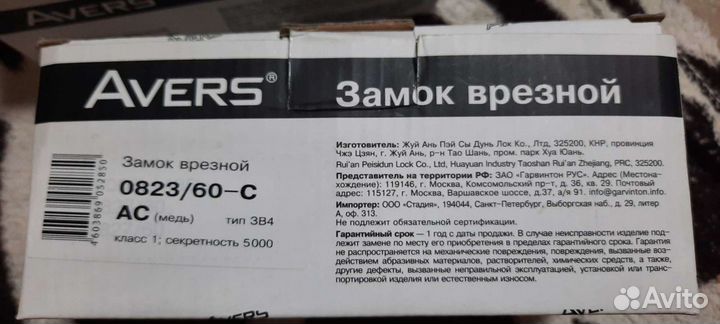 AVERS®
Замок врезной
Замок врезной
0823/60-С
АС (медь) тип ЗВ4
класс 1; секретность 5000
4603869052850
Изготовитель: Жуй Ань Пэй Сы Дунь Лок Ко., Лтд, 325200, КНР, провинция
Чжэ Цзян, г. Жуй Ань, р-н Тао Шань, пром. парк Хуа Юань.
Rui'an Peisidun Lock Co., Ltd, Huayuan Industry Taoshan Rui'an Zhejiang, PRC, 325200.
Представитель на территории РФ: ЗАО «Гарвинтон РУС». Адрес (Местона-
хождение): 119146, г. Москва, Комсомольский пр-т, д. 36, кв. 29. Почтовый
адрес: 115127, г. Москва, Варшавское шоссе, д.37, а/я 91. info@garvinton.info.
Импортер: ООО «Стадия», 194044, Санкт-Петербург, Выборгская наб., д. 29, литер
А, оф. 313.
Не подлежит обязательной сертификации.
Гарантийный срок — 1 год с даты продажи. В случае неисправности изделие под-
лежит замене по месту его приобретения в пределах гарантийного срока. Гарантия
не распространяется на механические повреждения, повреждения, вызванные воз-
действием абразивных материалов, растворителей, химических средств, а также,
другие дефекты, вызванные неправильной эксплуатацией, установкой или транс-
портировкой изделия или естественным износом.
AVERS
Avito